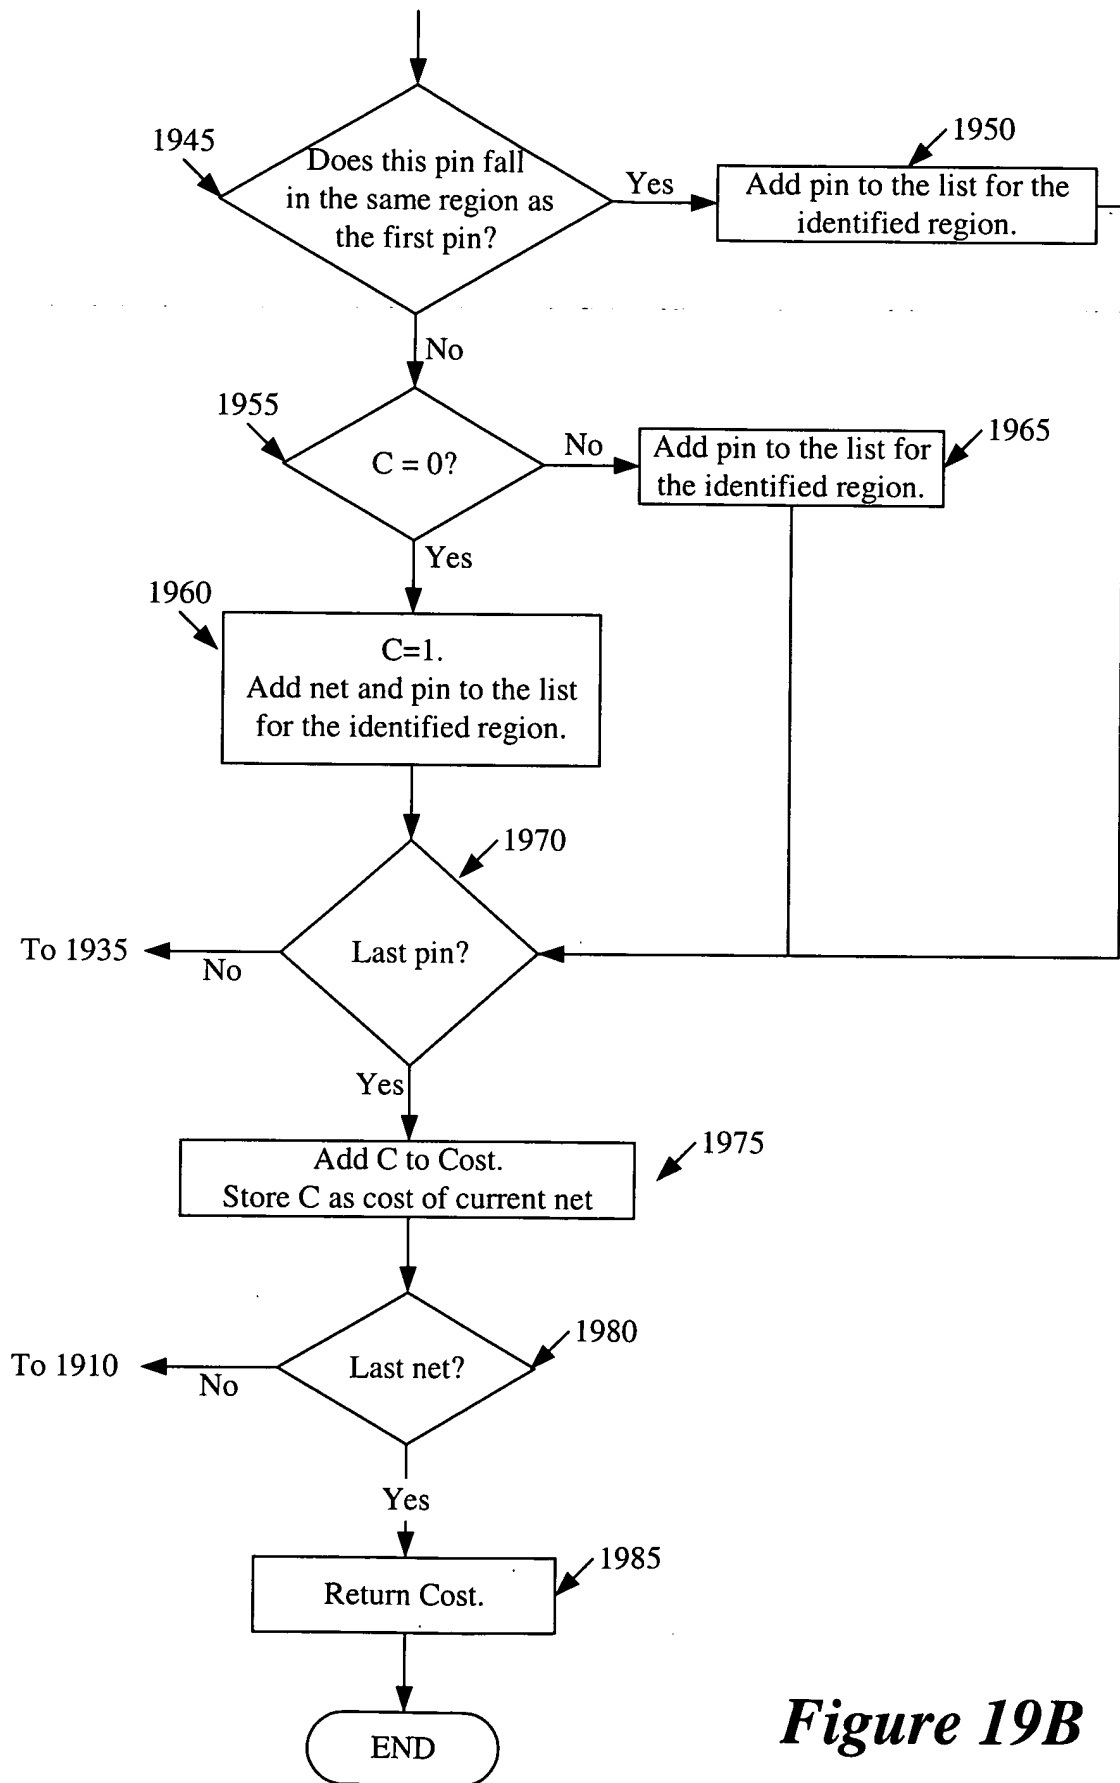 1945
Does this pin fall
in the same region as
the first pin?
Yes
1950
Add pin to the list for the
identified region.
No
1955
C = 0?
No
Add pin to the list for
the identified region.
1965
Yes
1960
C=1.
Add net and pin to the list
for the identified region.
1970
Last pin?
To 1935
No
Yes
Add C to Cost.
Store C as cost of current net
1975
1980
Last net?
To 1910
No
Yes
1985
Return Cost.
END
Figure 19B